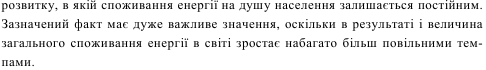 розвитку, в якій споживання енергії на душу населення залишається постійним.
Зазначений факт має дуже важливе значення, оскільки в результаті і величина
загального споживання енергії в світі зростає набагато більш повільними тем-
пами.